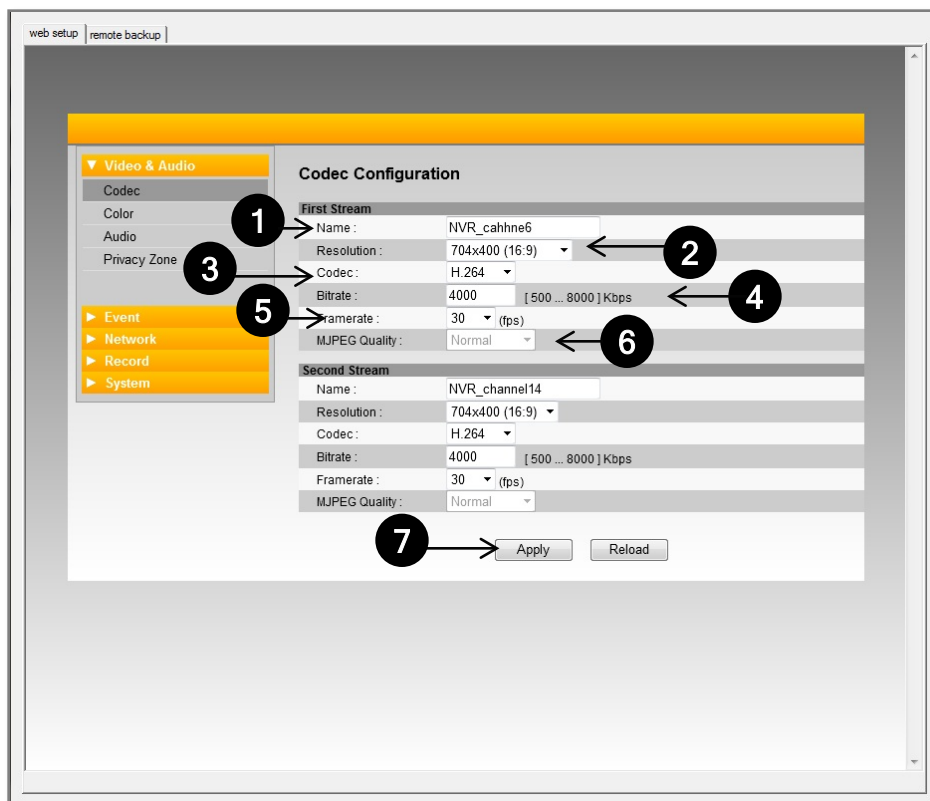 web setup remote backup
▼ Video & Audio
Codec
Color
Audio
Privacy Zone
► Event
► Network
► Record
► System
Codec Configuration
First Stream
1 Name : NVR_cahhne6
Resolution : 704x400 (16:9) 2
3 Codec : H.264
Bitrate : 4000 [ 500 ... 8000 ] Kbps 4
5 Framerate : 30 (fps)
MJPEG Quality : Normal 6
Second Stream
Name : NVR_channel14
Resolution : 704x400 (16:9)
Codec : H.264
Bitrate : 4000 [ 500 ... 8000 ] Kbps
Framerate : 30 (fps)
MJPEG Quality : Normal
7 Apply Reload